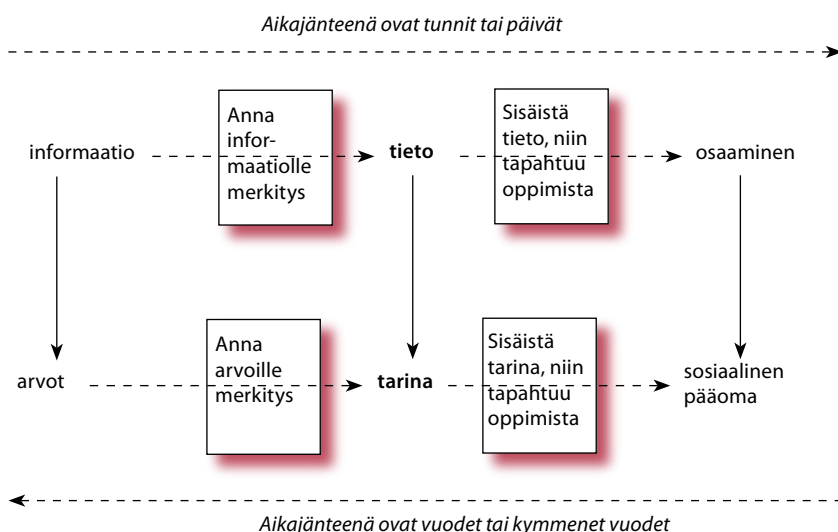 Aikajänteenä ovat tunnit tai päivät
informaatio
Anna
infor-
maatiolle
merkitys
tieto
Sisäistä
tieto, niin
tapahtuu
oppimista
osaaminen
arvot
Anna
arvoille
merkitys
tarina
Sisäistä
tarina, niin
tapahtuu
oppimista
sosiaalinen
pääoma
Aikajänteenä ovat vuodet tai kymmenet vuodet